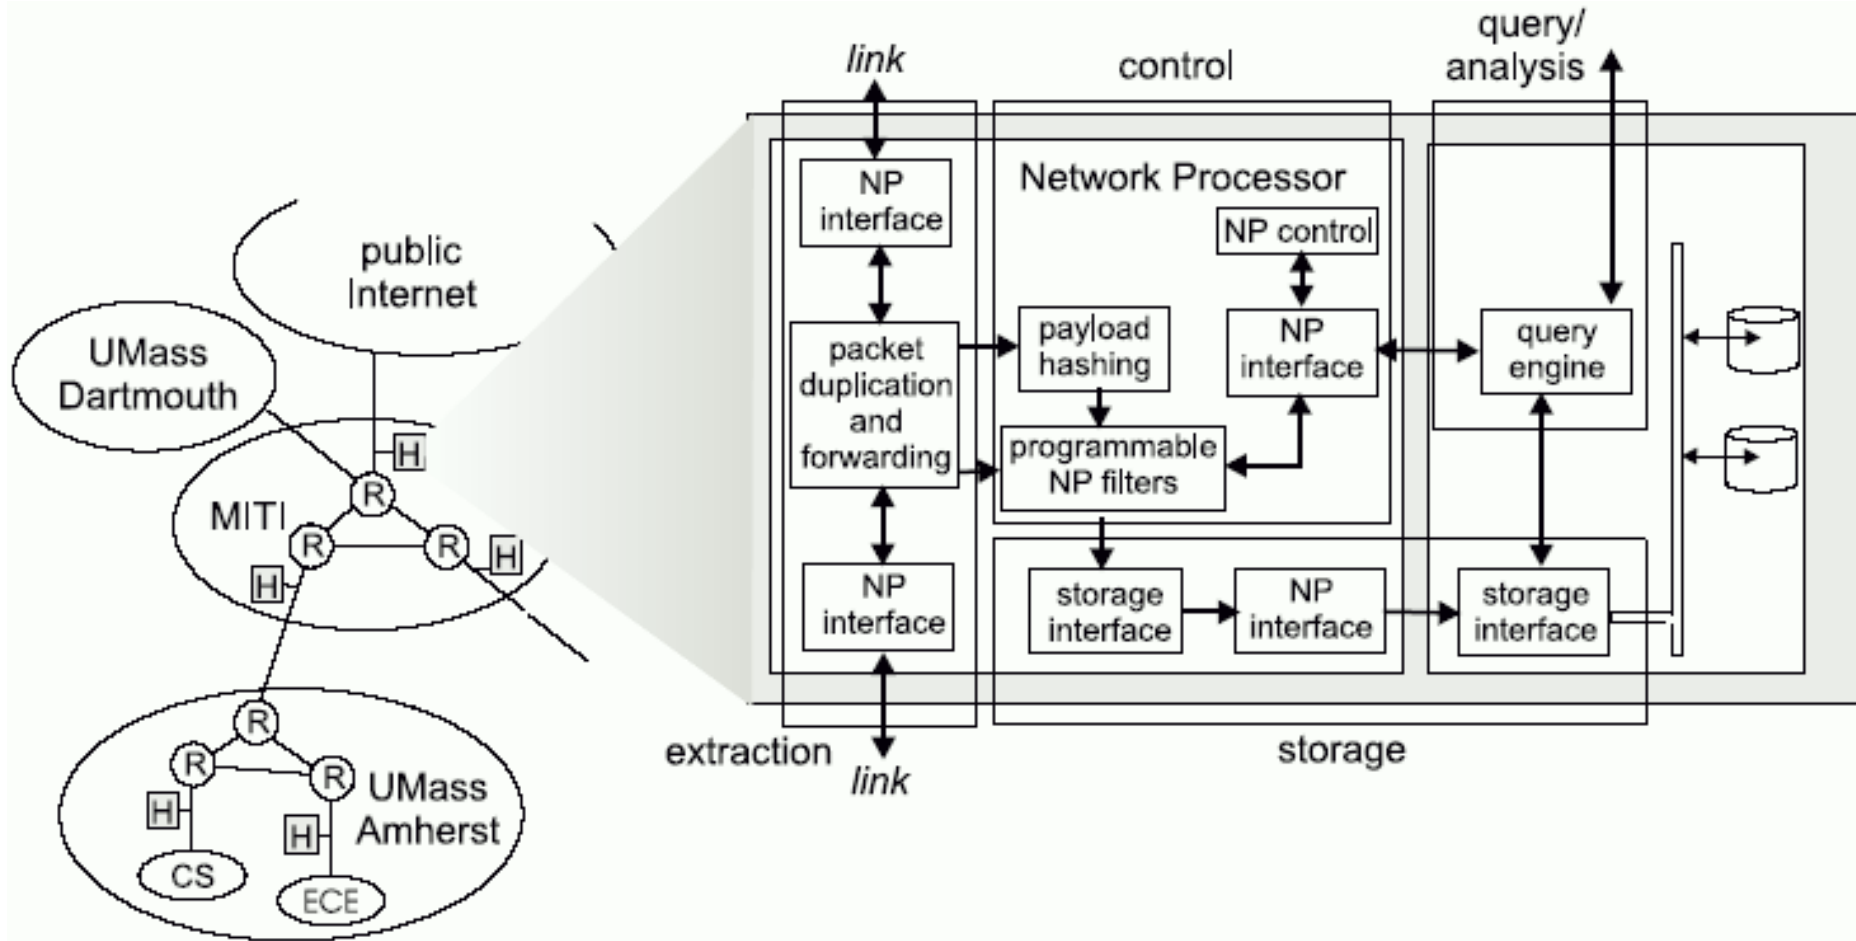 public
Internet
UMass
Dartmouth
H
R
MITI
R
R
H
H
R
R
R
UMass
Amherst
H
H
CS
ECE
link
control
query/
analysis
NP
interface
Network Processor
NP control
packet
duplication
and
forwarding
payload
hashing
NP
interface
query
engine
programmable
NP filters
NP
interface
storage
interface
NP
interface
storage
interface
extraction
link
storage